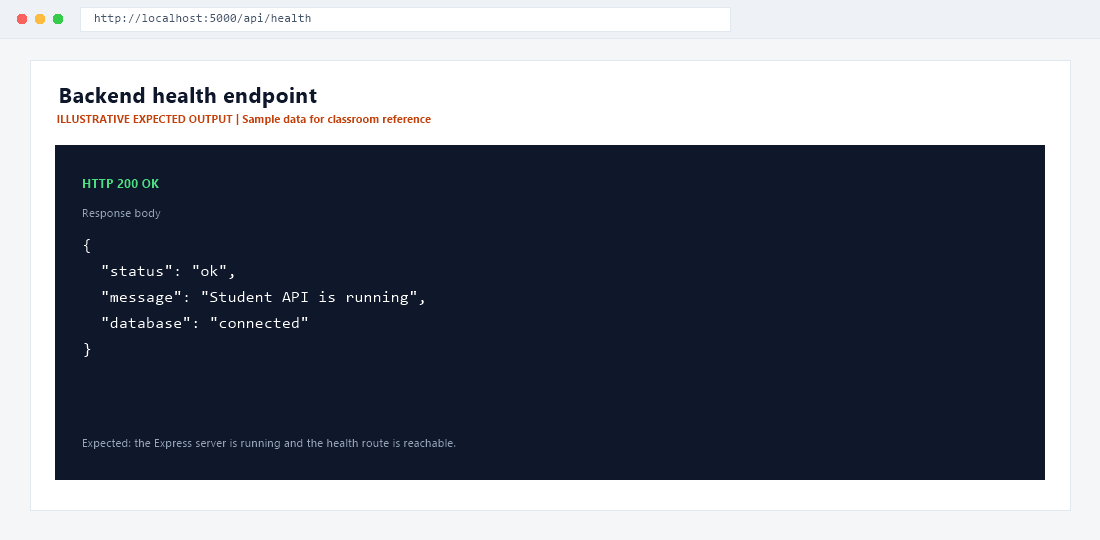 http://localhost:5000/api/health
Backend health endpoint
ILLUSTRATIVE EXPECTED OUTPUT | Sample data for classroom reference
HTTP 200 OK
Response body
{
  "status": "ok",
  "message": "Student API is running",
  "database": "connected"
}
Expected: the Express server is running and the health route is reachable.